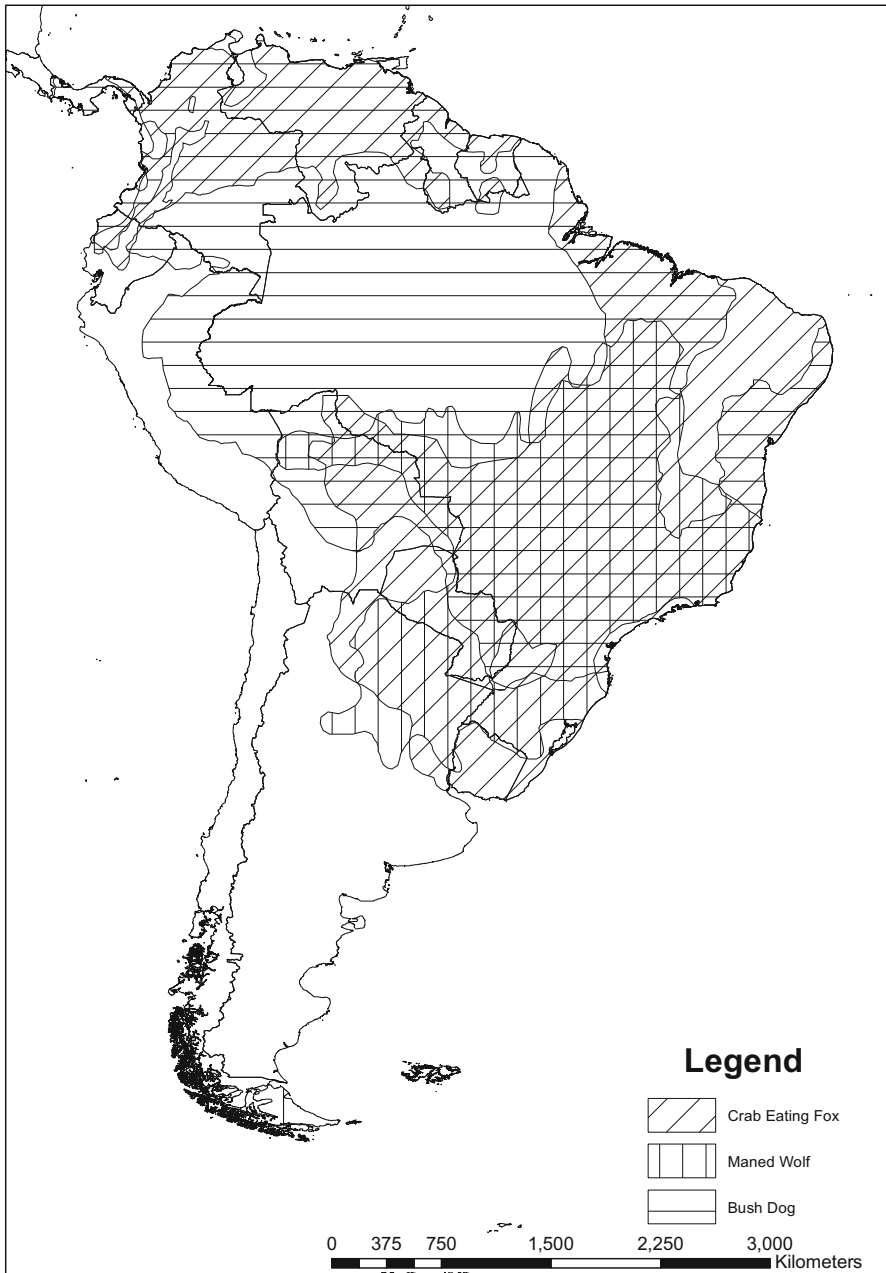 Legend
Crab Eating Fox
Maned Wolf
Bush Dog
0 375 750 1,500 2,250 3,000
Kilometers